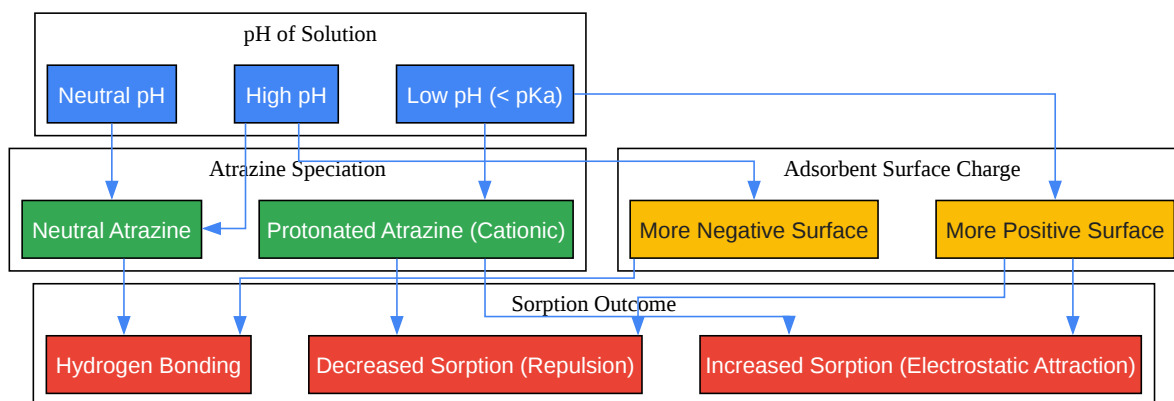 pH of Solution
Neutral pH
High pH
Low pH (< pKa)
Atrazine Speciation
Adsorbent Surface Charge
Neutral Atrazine
Protonated Atrazine (Cationic)
More Negative Surface
More Positive Surface
Sorption Outcome
Hydrogen Bonding
Decreased Sorption (Repulsion)
Increased Sorption (Electrostatic Attraction)